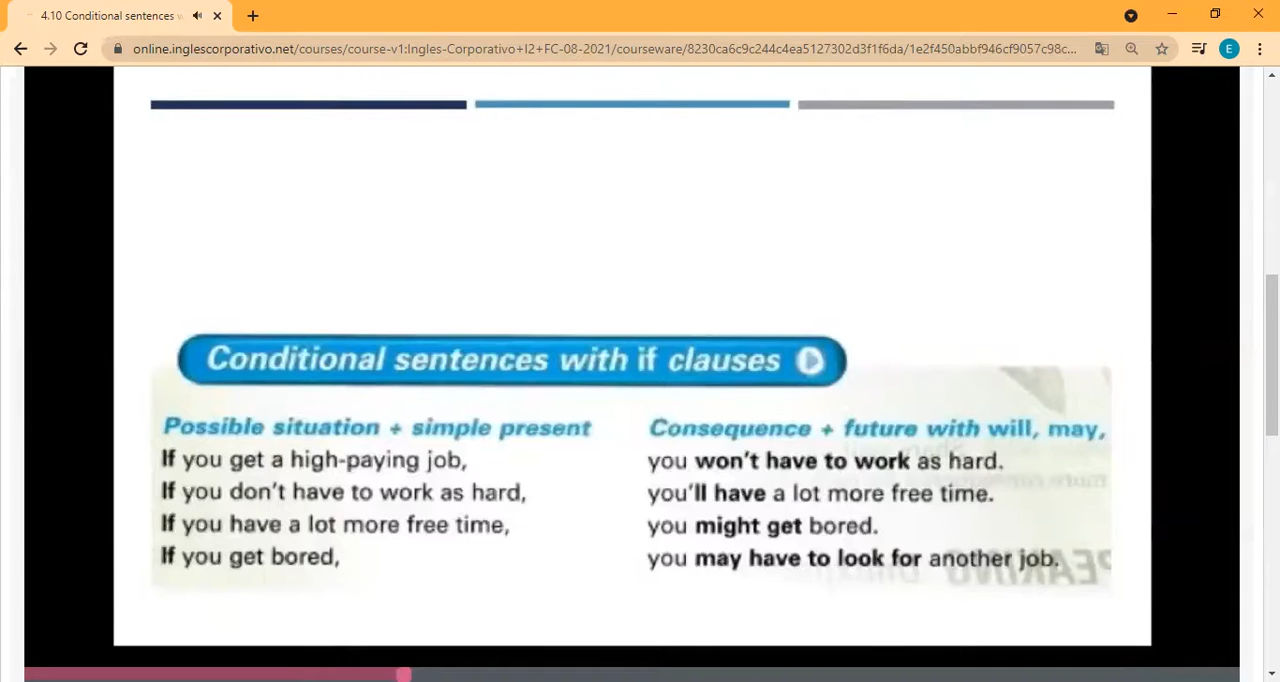 4.10 Conditional sentences w
online.inglescorporativo.net/courses/course-v1:Ingles-Corporativo+I2+FC-08-2021/courseware/8230ca6c9c244c4ea5127302d3f1f6da/1e2f450abbf946cf9057c98c...
E
Conditional sentences with if clauses
Possible situation + simple present Consequence + future with will, may,
If you get a high-paying job, you won't have to work as hard.
If you don't have to work as hard, you'll have a lot more free time.
If you have a lot more free time, you might get bored.
If you get bored, you may have to look for another job.